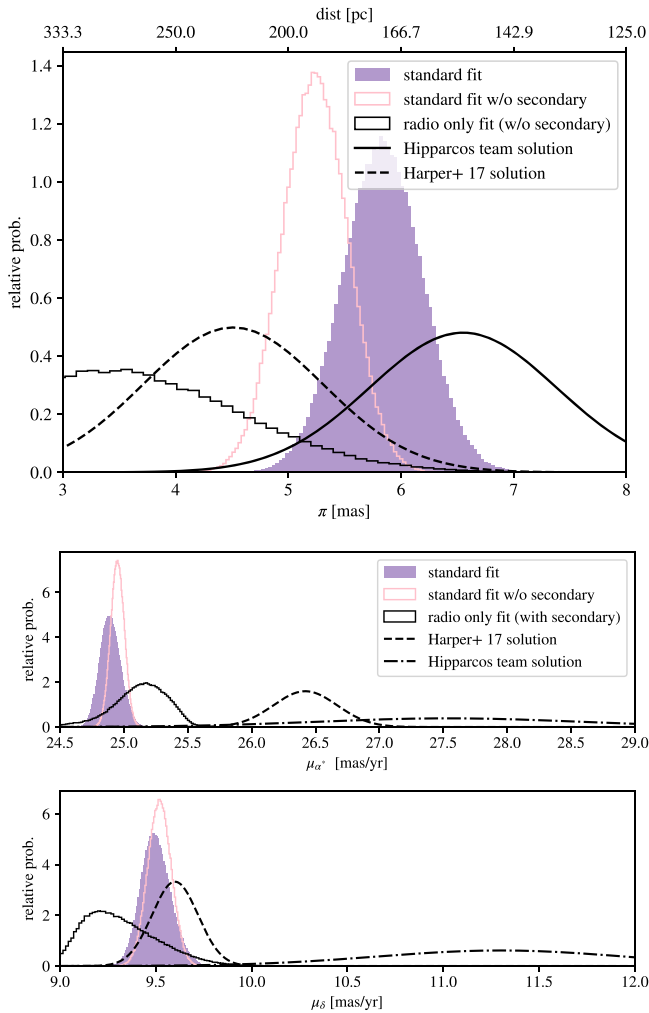 dist [pc]
333.3 250.0 200.0 166.7 142.9 125.0
1.4
1.2
1.0
0.8
0.6
0.4
0.2
0.0
relative prob.
standard fit
standard fit w/o secondary
radio only fit (w/o secondary)
Hipparcos team solution
Harper+ 17 solution
3 4 5 6 7 8
π [mas]
6
4
2
0
relative prob.
standard fit
standard fit w/o secondary
radio only fit (with secondary)
Harper+ 17 solution
Hipparcos team solution
24.5 25.0 25.5 26.0 26.5 27.0 27.5 28.0 28.5 29.0
μα* [mas/yr]
6
4
2
0
relative prob.
9.0 9.5 10.0 10.5 11.0 11.5 12.0
μδ [mas/yr]